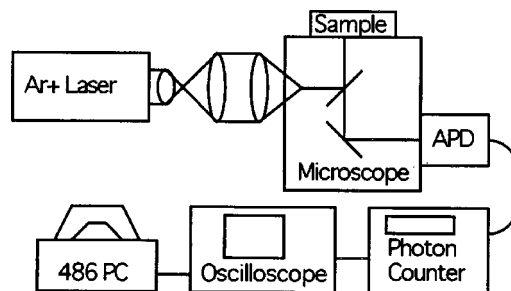 Sample
Ar+ Laser
APD
Microscope
486 PC
Oscilloscope
Photon
Counter